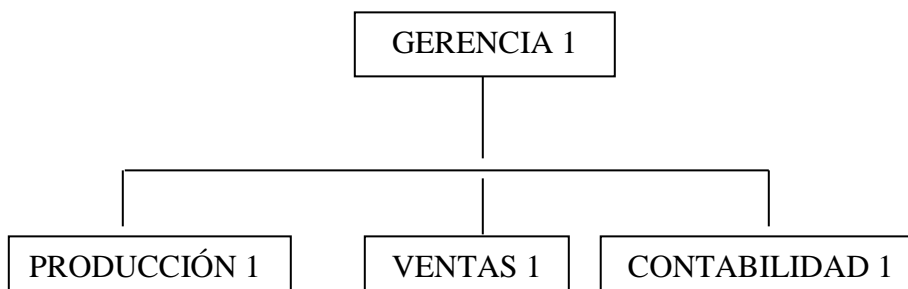 GERENCIA 1
PRODUCCIÓN 1
VENTAS 1
CONTABILIDAD 1